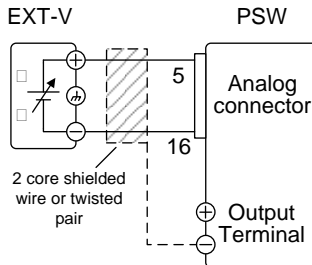 EXT-V
PSW
5
Analog
connector
16
2 core shielded
wire or twisted
pair
Output
Terminal